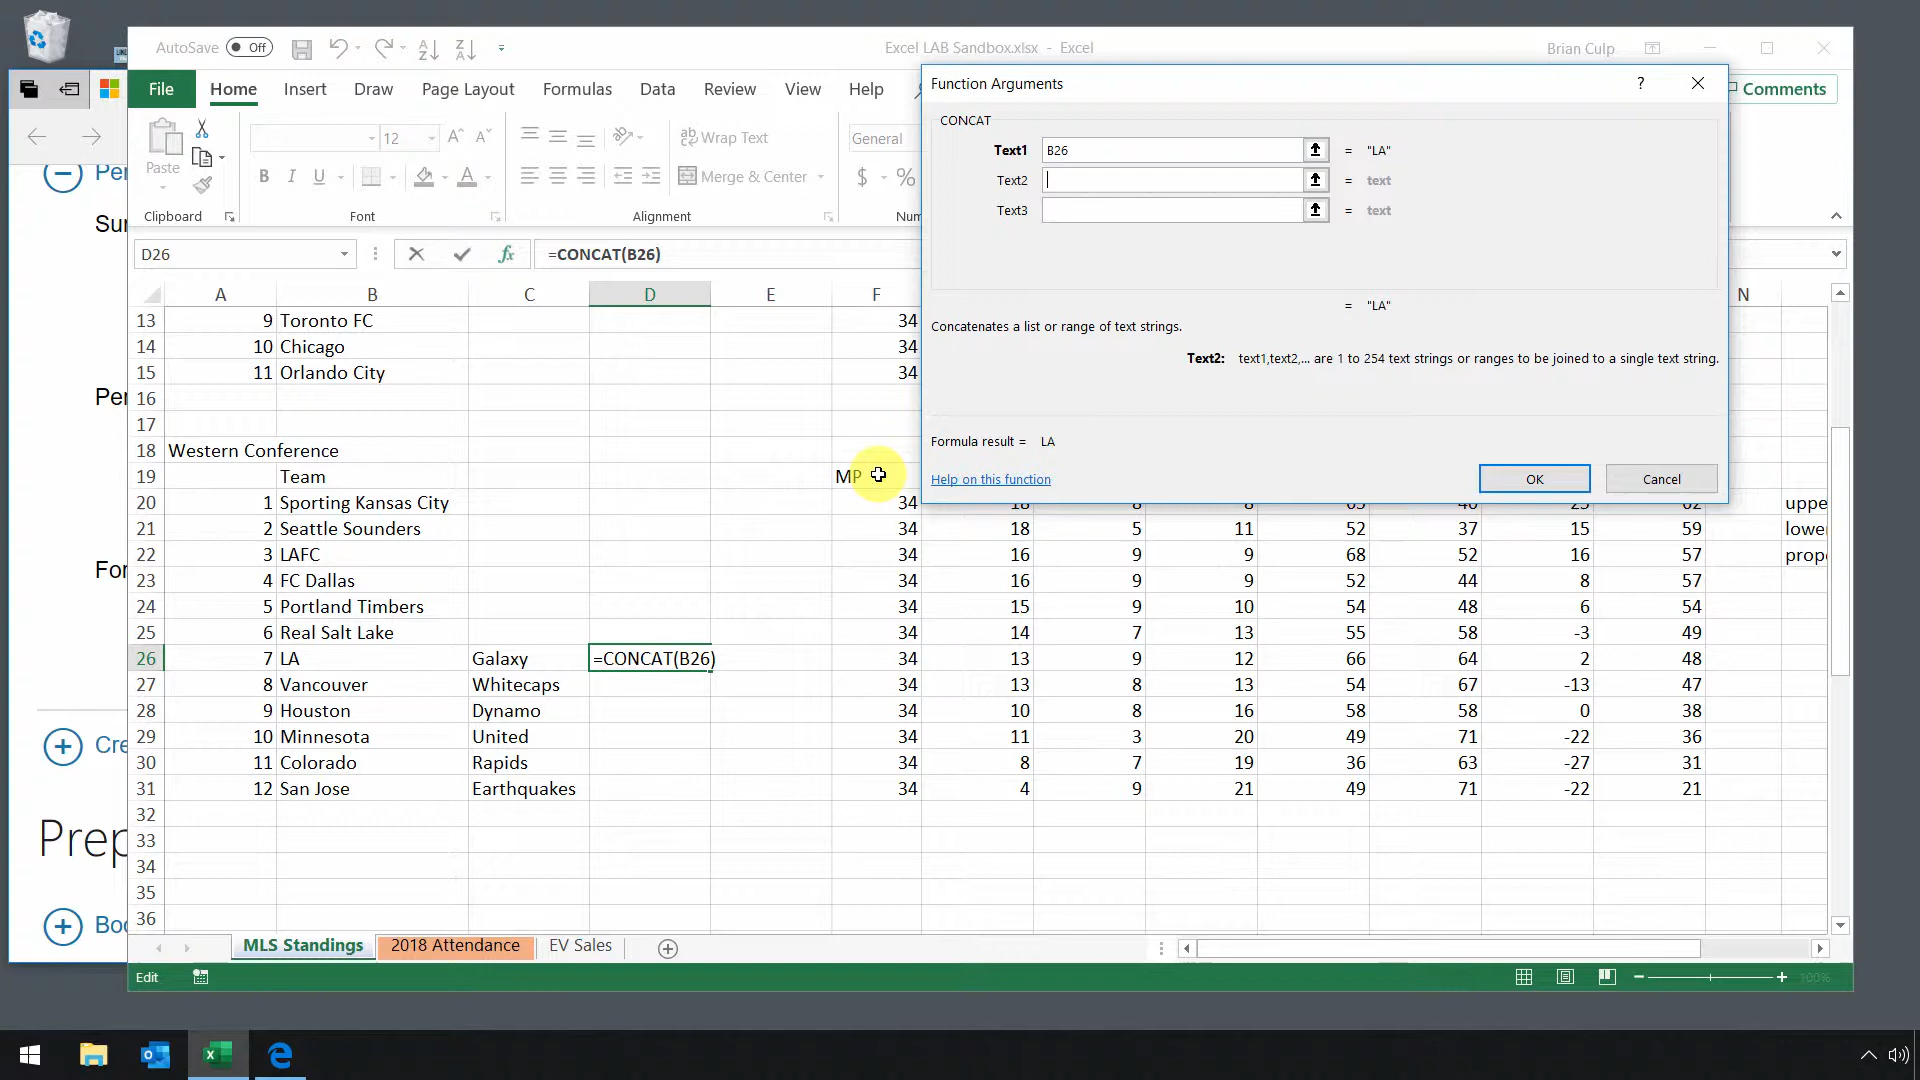 AutoSave Off
Excel LAB Sandbox.xlsx - Excel
Brian Culp
File Home Insert Draw Page Layout Formulas Data Review View Help
Comments
Paste
12
Wrap Text
General
B I U
Merge & Center
$ %
Clipboard Font Alignment
Function Arguments
?
CONCAT
Text1 B26 = "LA"
Text2 = text
Text3 = text
= "LA"
Concatenates a list or range of text strings.
Text2: text1,text2,... are 1 to 254 text strings or ranges to be joined to a single text string.
Formula result = LA
Help on this function
OK Cancel
D26
fx =CONCAT(B26)
A B C D E F N
13 9 Toronto FC 34
14 10 Chicago 34
15 11 Orlando City 34
16
17
18 Western Conference
19 Team MP
20 1 Sporting Kansas City 34
21 2 Seattle Sounders 34 18 5 11 52 37 15 59
22 3 LAFC 34 16 9 9 68 52 16 57
23 4 FC Dallas 34 16 9 9 52 44 8 57
24 5 Portland Timbers 34 15 9 10 54 48 6 54
25 6 Real Salt Lake 34 14 7 13 55 58 -3 49
26 7 LA Galaxy =CONCAT(B26) 34 13 9 12 66 64 2 48
27 8 Vancouver Whitecaps 34 13 8 13 54 67 -13 47
28 9 Houston Dynamo 34 10 8 16 58 58 0 38
29 10 Minnesota United 34 11 3 20 49 71 -22 36
30 11 Colorado Rapids 34 8 7 19 36 63 -27 31
31 12 San Jose Earthquakes 34 4 9 21 49 71 -22 21
32
33
34
35
36
MLS Standings 2018 Attendance EV Sales
Edit
100%